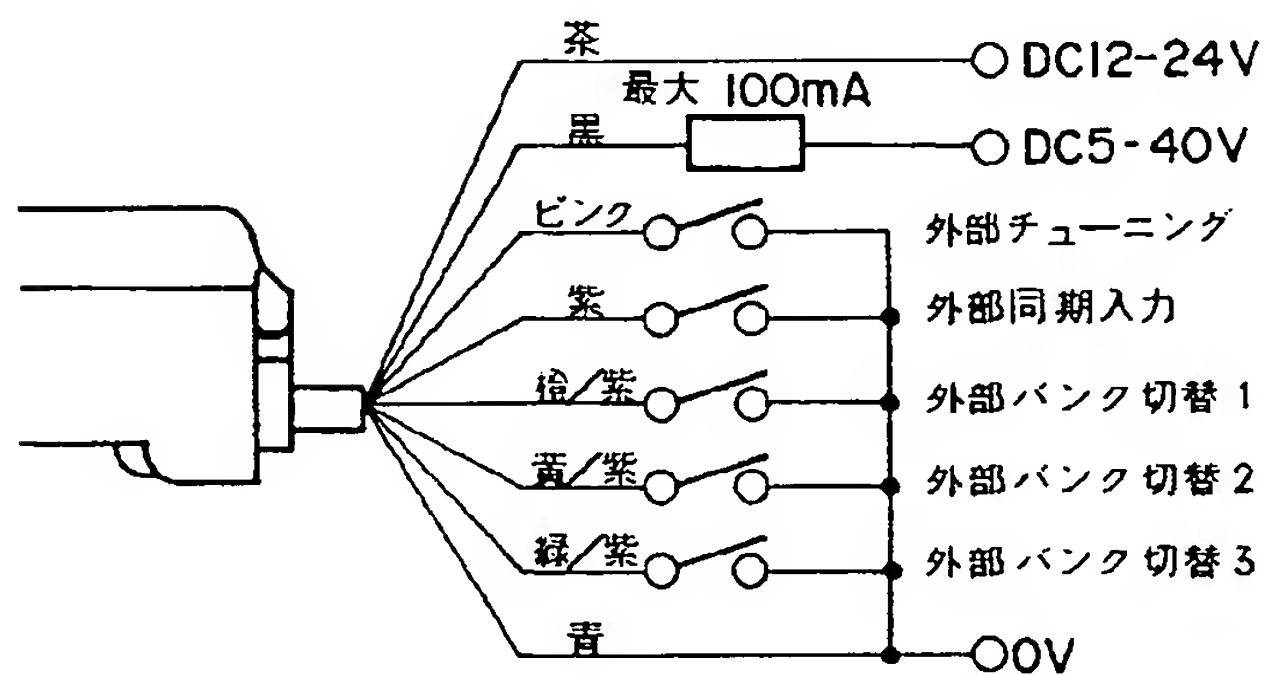 茶
DC12-24V
最大 100mA
黒
DC5-40V
ピンク
外部チューニング
紫
外部同期入力
橙/紫
外部バンク切替1
黄/紫
外部バンク切替2
緑/紫
外部バンク切替3
青
0V